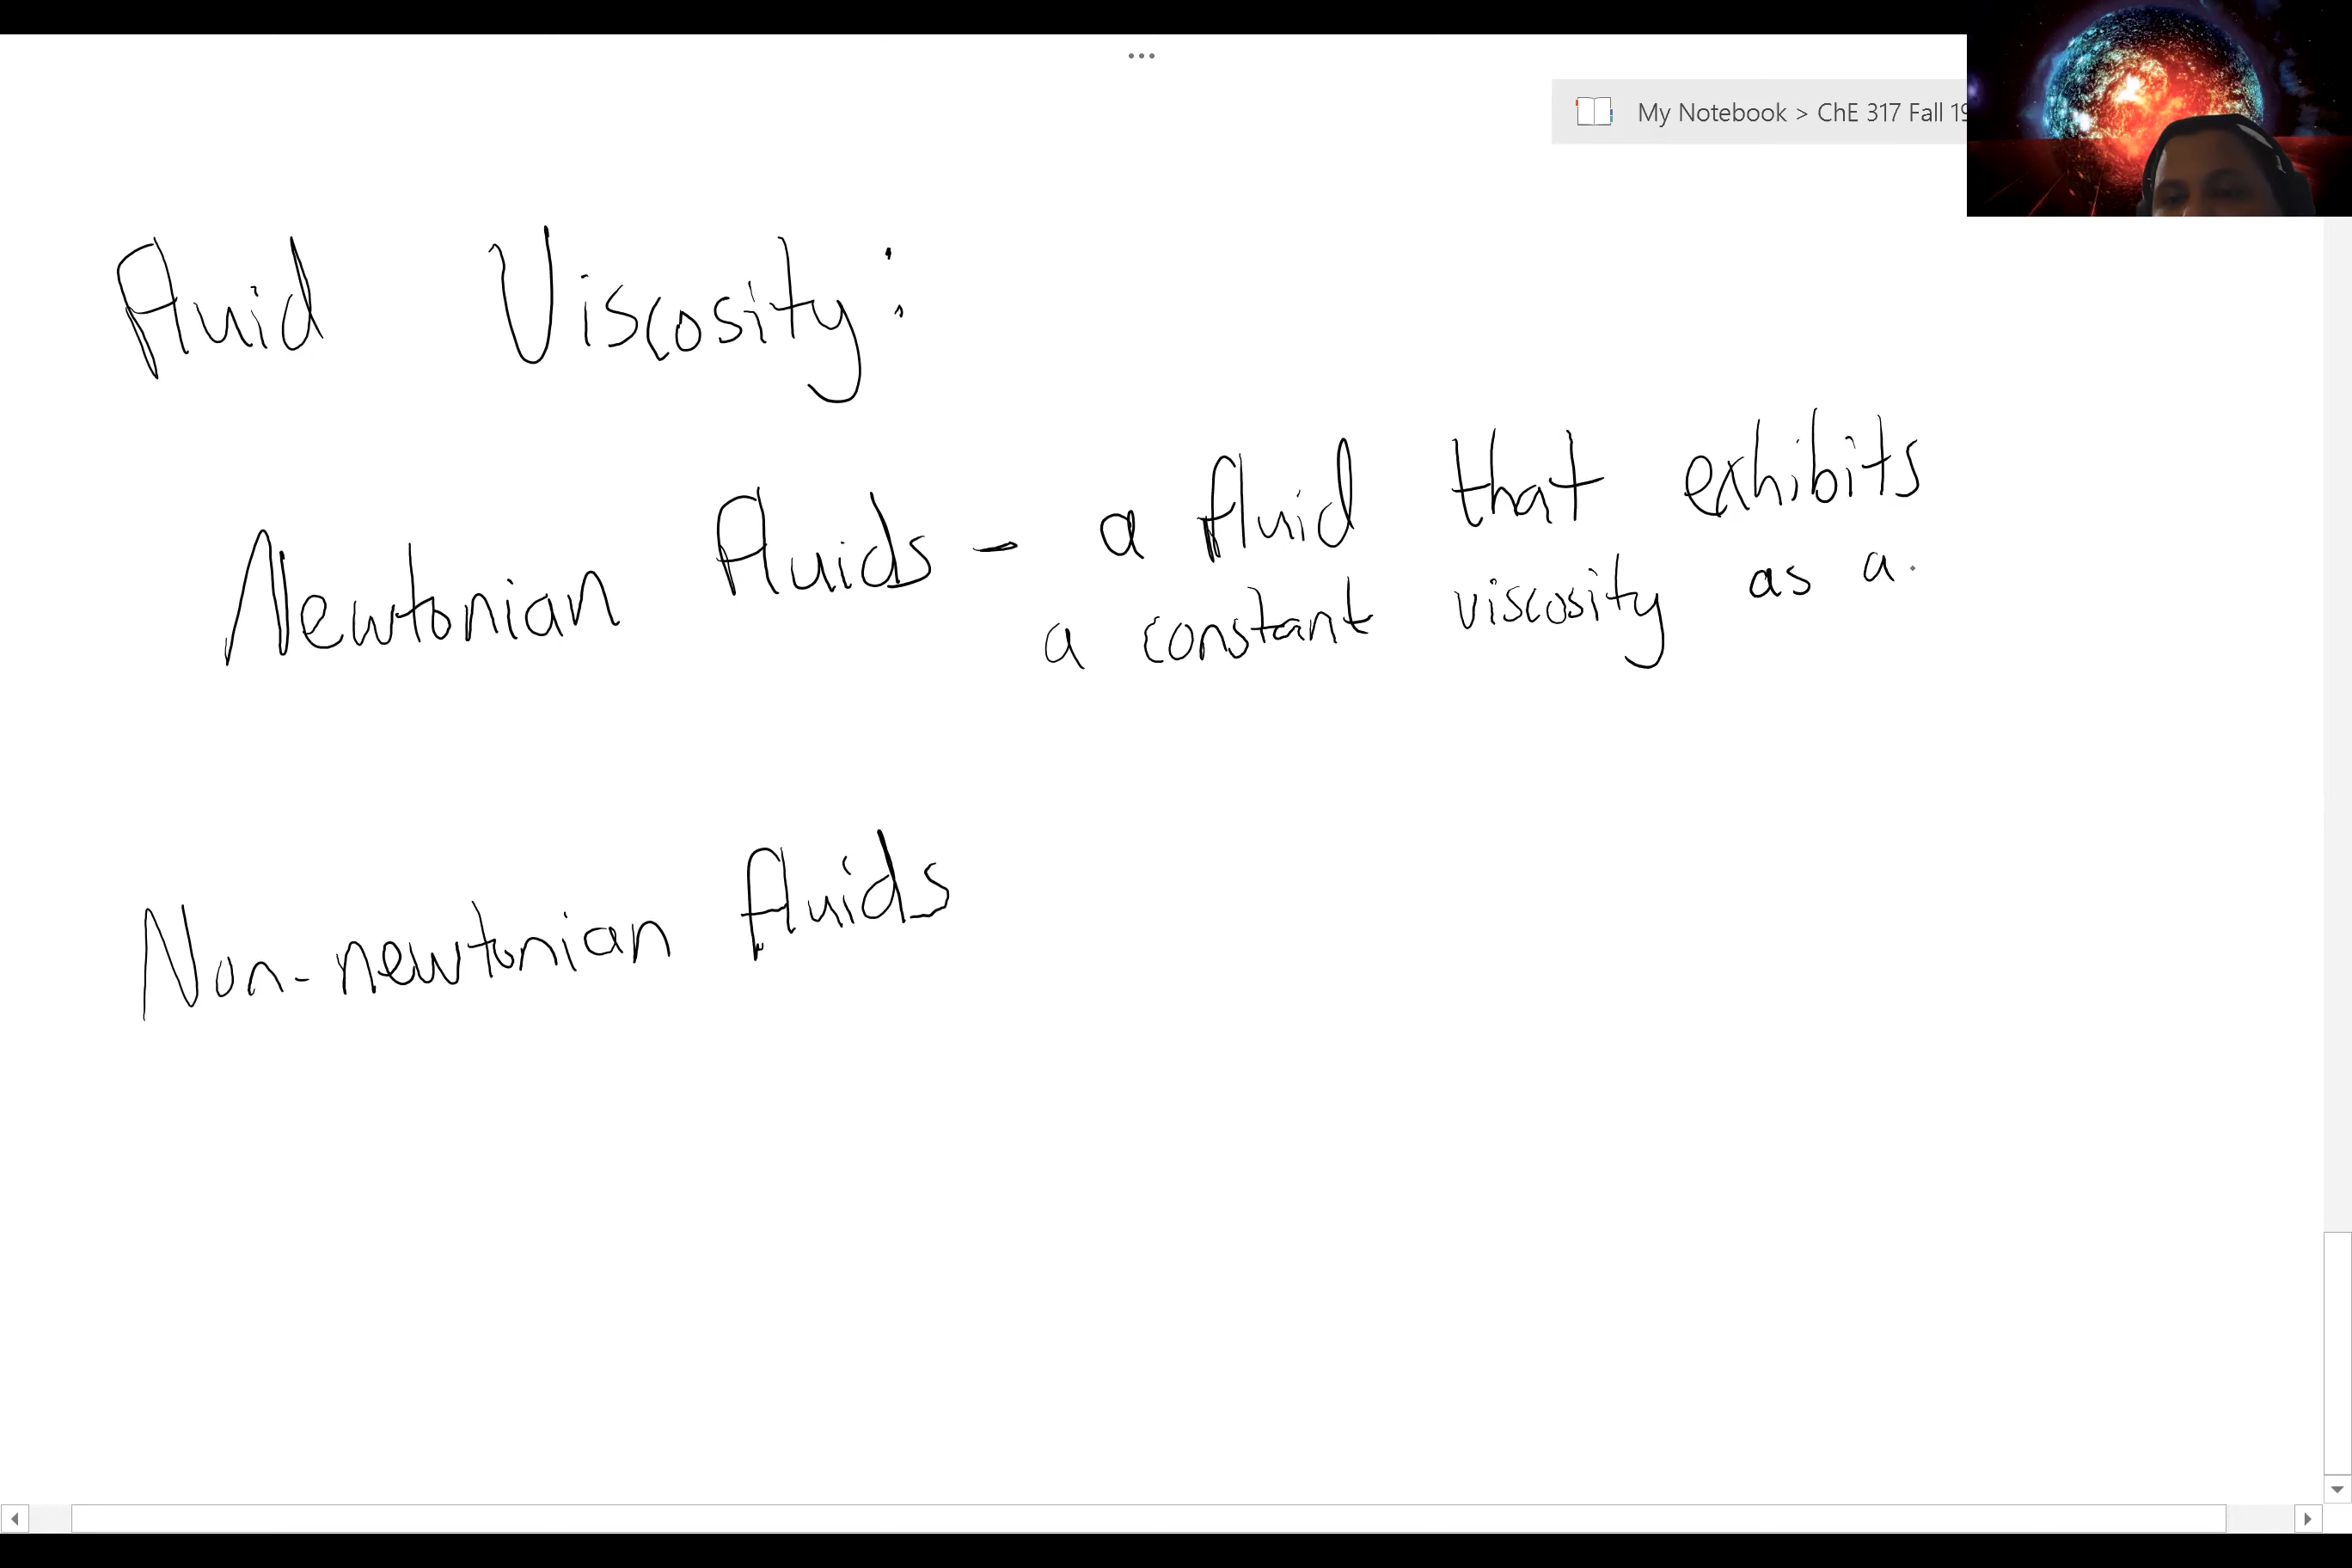 My Notebook > ChE 317 Fall 19
Fluid Viscosity:
Newtonian Fluids - a fluid that exhibits
a constant viscosity as a
Non-newtonian fluids